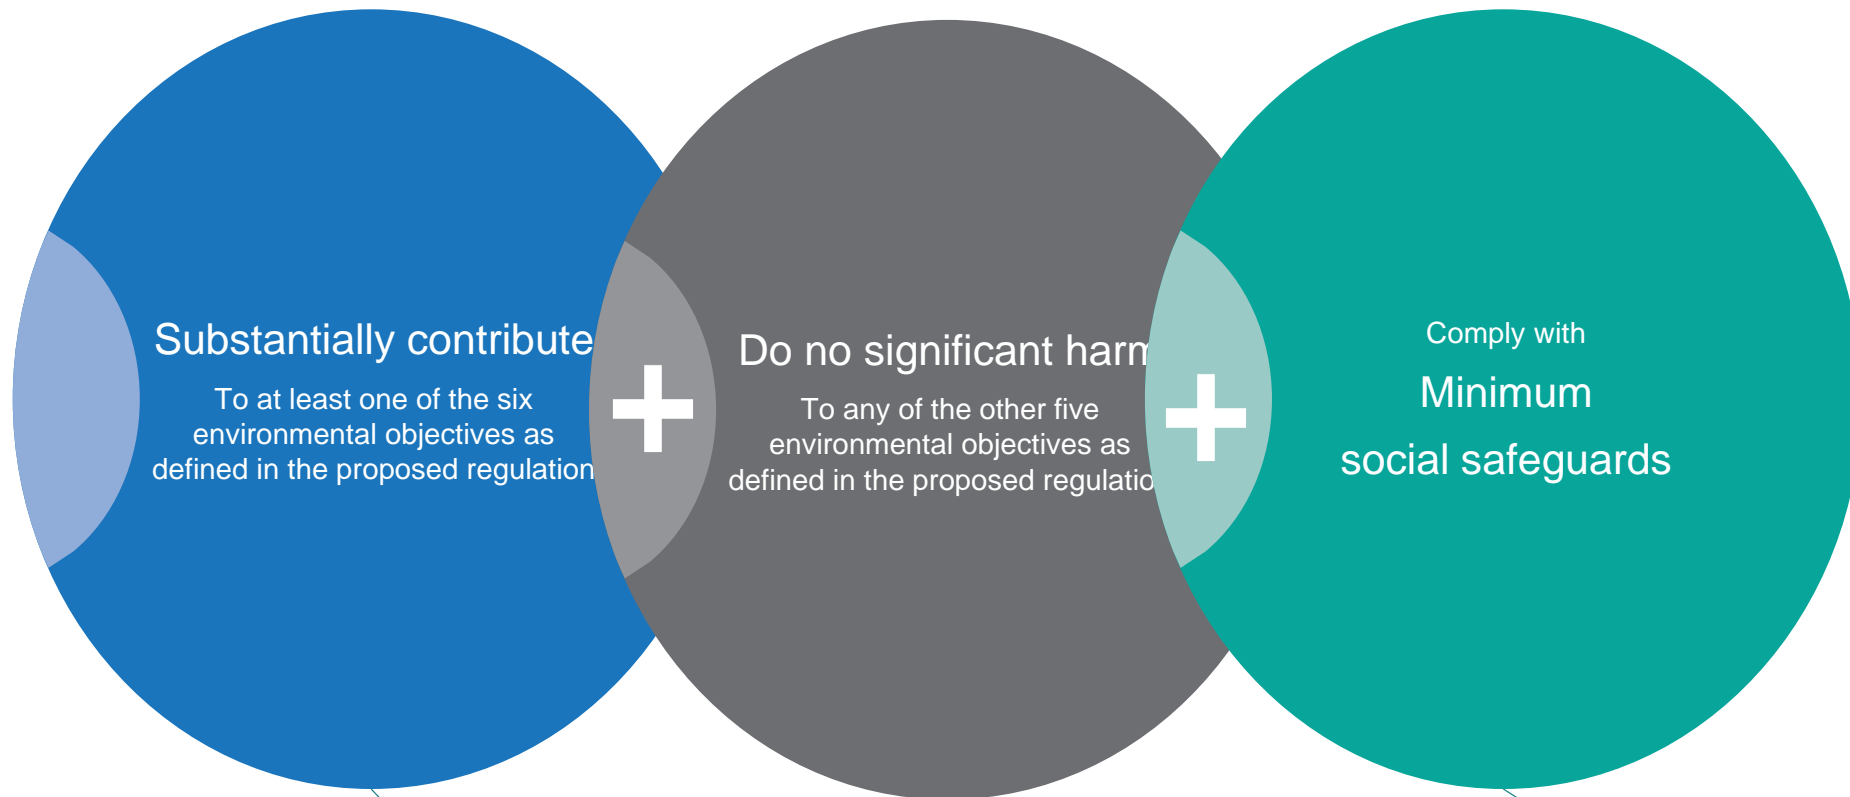 Substantially contribute
To at least one of the six
environmental objectives as
defined in the proposed regulation
+
Do no significant harm
To any of the other five
environmental objectives as
defined in the proposed regulatio
+
Comply with
Minimum
social safeguards